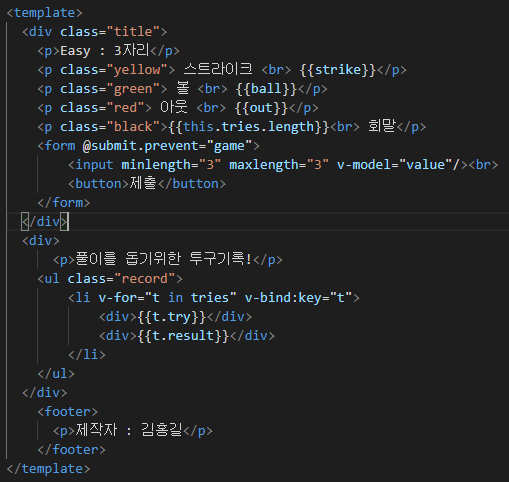 <template>
<div class="title">
<p>Easy : 3자리</p>
<p class="yellow"> 스트라이크 <br> {{strike}}</p>
<p class="green"> 볼 <br> {{ball}}</p>
<p class="red"> 아웃 <br> {{out}}</p>
<p class="black">{{this.tries.length}}<br> 회말</p>
<form @submit.prevent="game">
<input minlength="3" maxlength="3" v-model="value"/><br>
<button>제출</button>
</form>
</div>
<div>
<p>풀이를 돕기위한 투구기록!</p>
<ul class="record">
<li v-for="t in tries" v-bind:key="t">
<div>{{t.try}}</div>
<div>{{t.result}}</div>
</li>
</ul>
</div>
<footer>
<p>제작자 : 김홍길</p>
</footer>
</template>